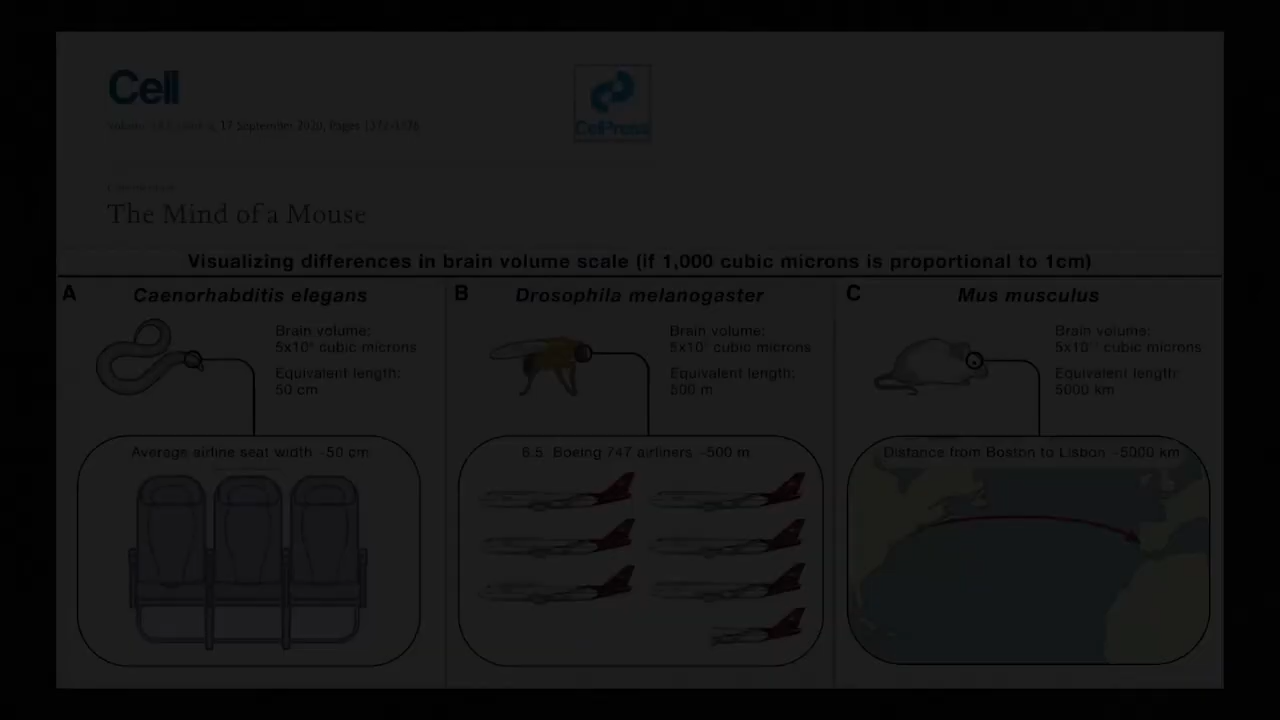 Cell
17 September 2020, Pages 1372-1376
CellPress
The Mind of a Mouse
Visualizing differences in brain volume scale (if 1,000 cubic microns is proportional to 1cm)
A Caenorhabditis elegans
Brain volume:
cubic microns
Equivalent length:
50 cm
Average airline seat width ~50 cm
B Drosophila melanogaster
Brain volume:
cubic microns
Equivalent length:
500 m
6.5 Boeing 747 airliners ~500 m
C Mus musculus
Brain volume:
cubic microns
Equivalent length:
5000 km
Distance from Boston to Lisbon ~5000 km